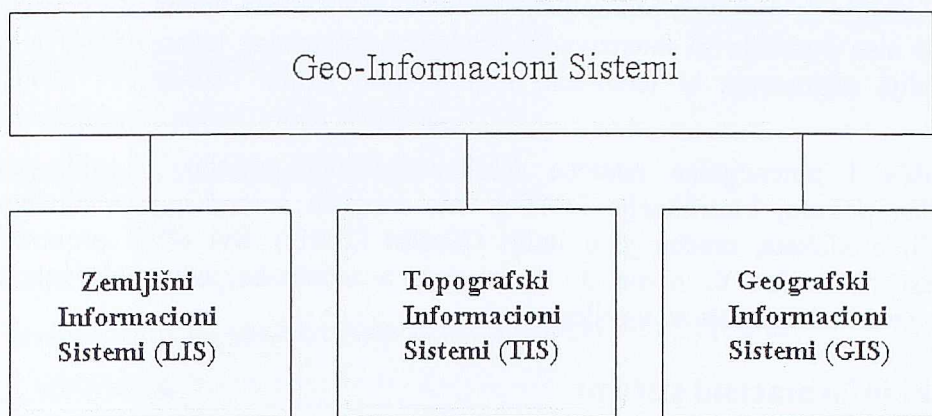 Geo-Informacioni Sistemi
Zemljišni
Informacioni
Sistemi (LIS)
Topografski
Informacioni
Sistemi (TIS)
Geografski
Informacioni
Sistemi (GIS)